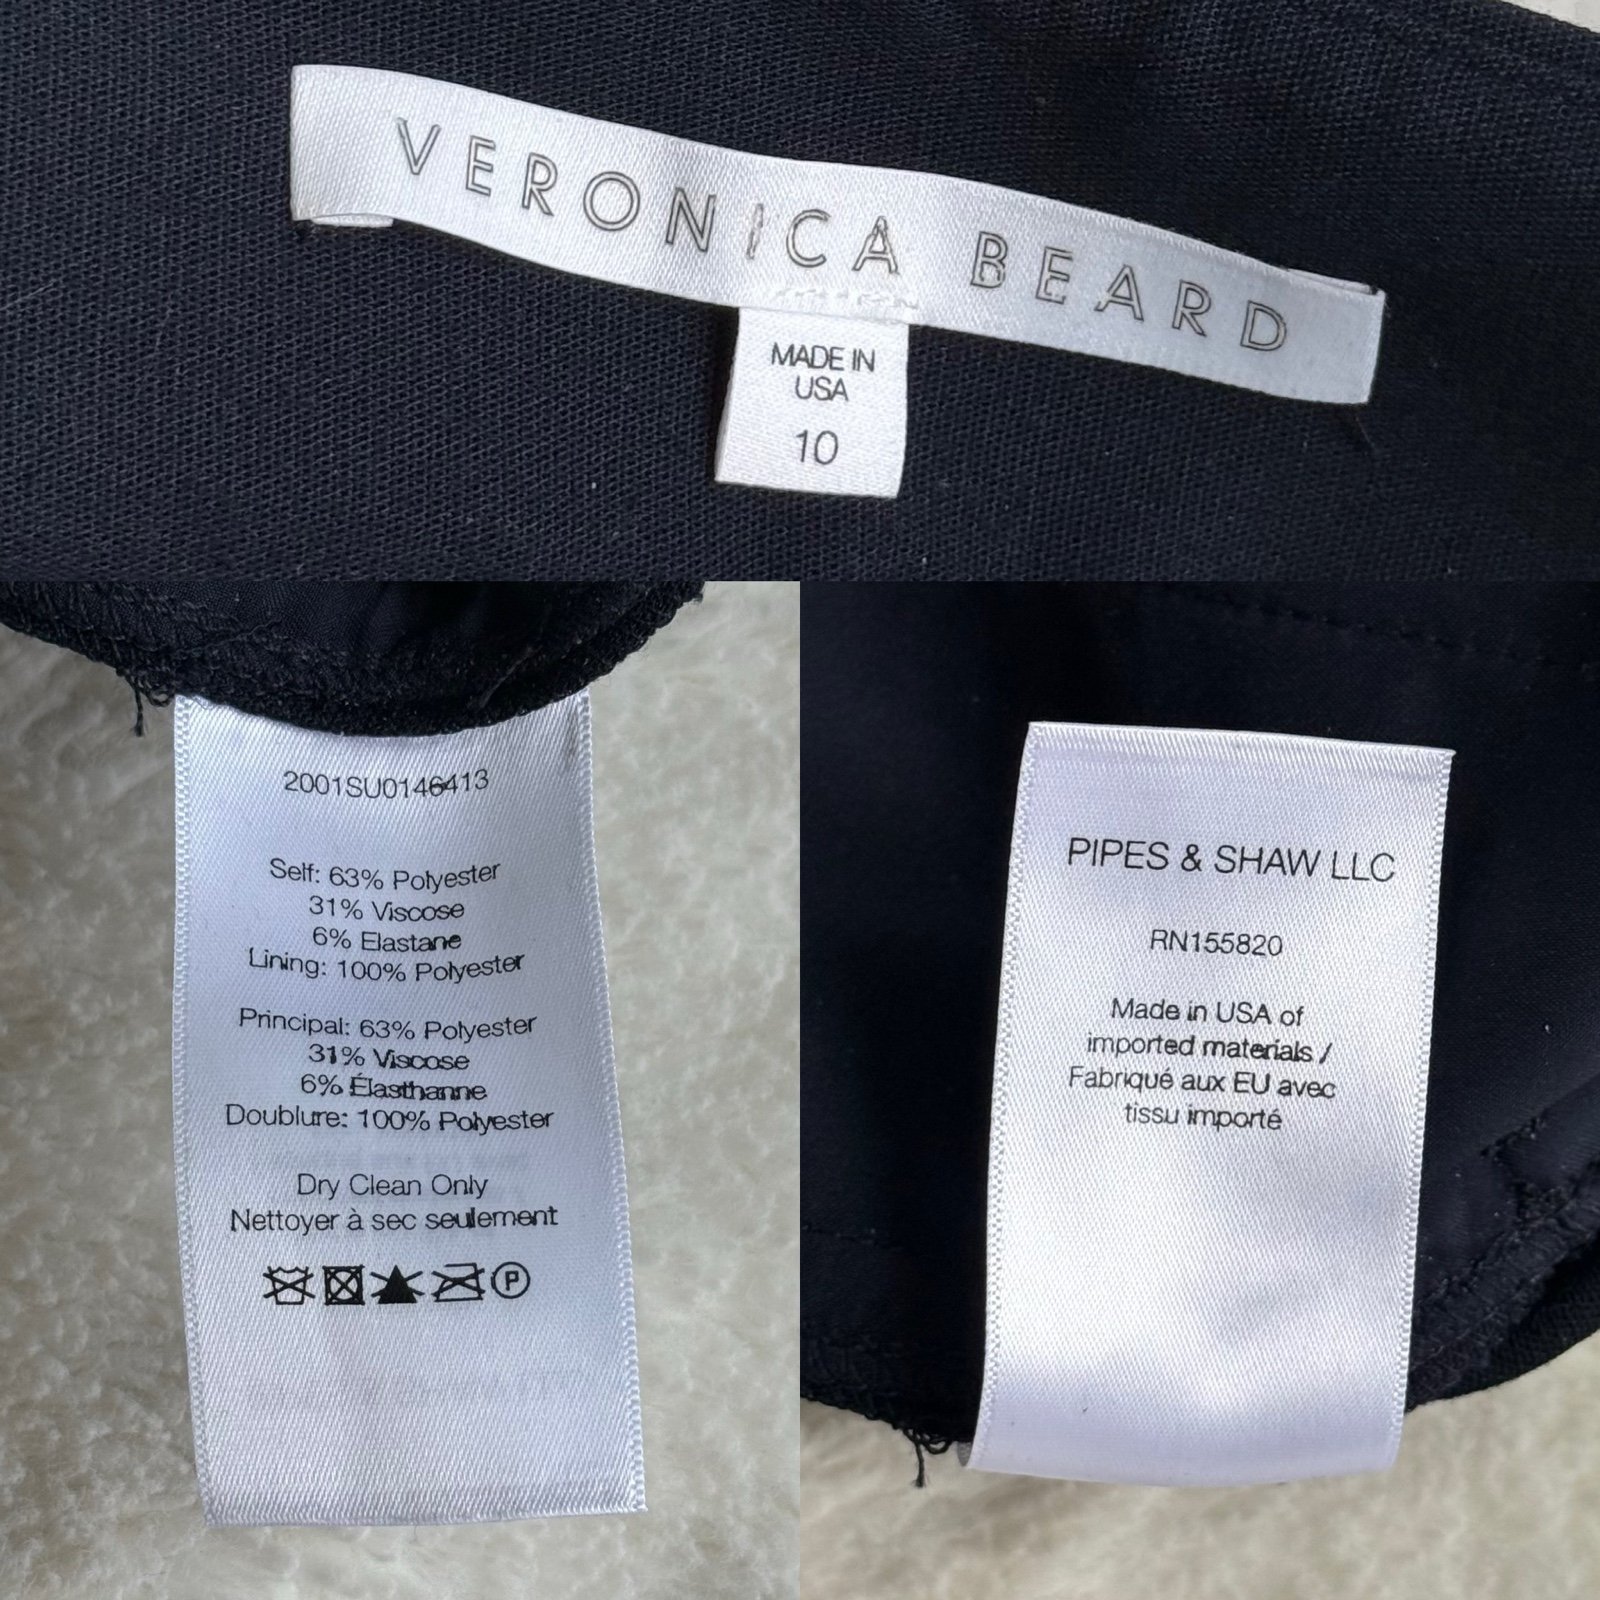 VERONICA BEARD
MADE IN
USA
10
2001SU0146413
Self: 63% Polyester
31% Viscose
6% Elastane
Lining: 100% Polyester
Principal: 63% Polyester
31% Viscose
6% Élasthanne
Doublure: 100% Polyester
Dry Clean Only
Nettoyer à sec seulement
P
PIPES & SHAW LLC
RN155820
Made in USA of
imported materials /
Fabriqué aux EU avec
tissu importé